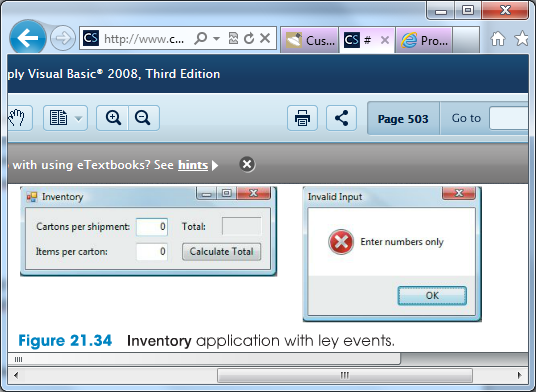 CS http://www.c...
Cus...
CS #
Pro...
ply Visual Basic® 2008, Third Edition
Page 503
Go to
with using eTextbooks? See hints
Inventory
Cartons per shipment: 0 Total:
Items per carton: 0 Calculate Total
Invalid Input
Enter numbers only
OK
Figure 21.34 Inventory application with ley events.